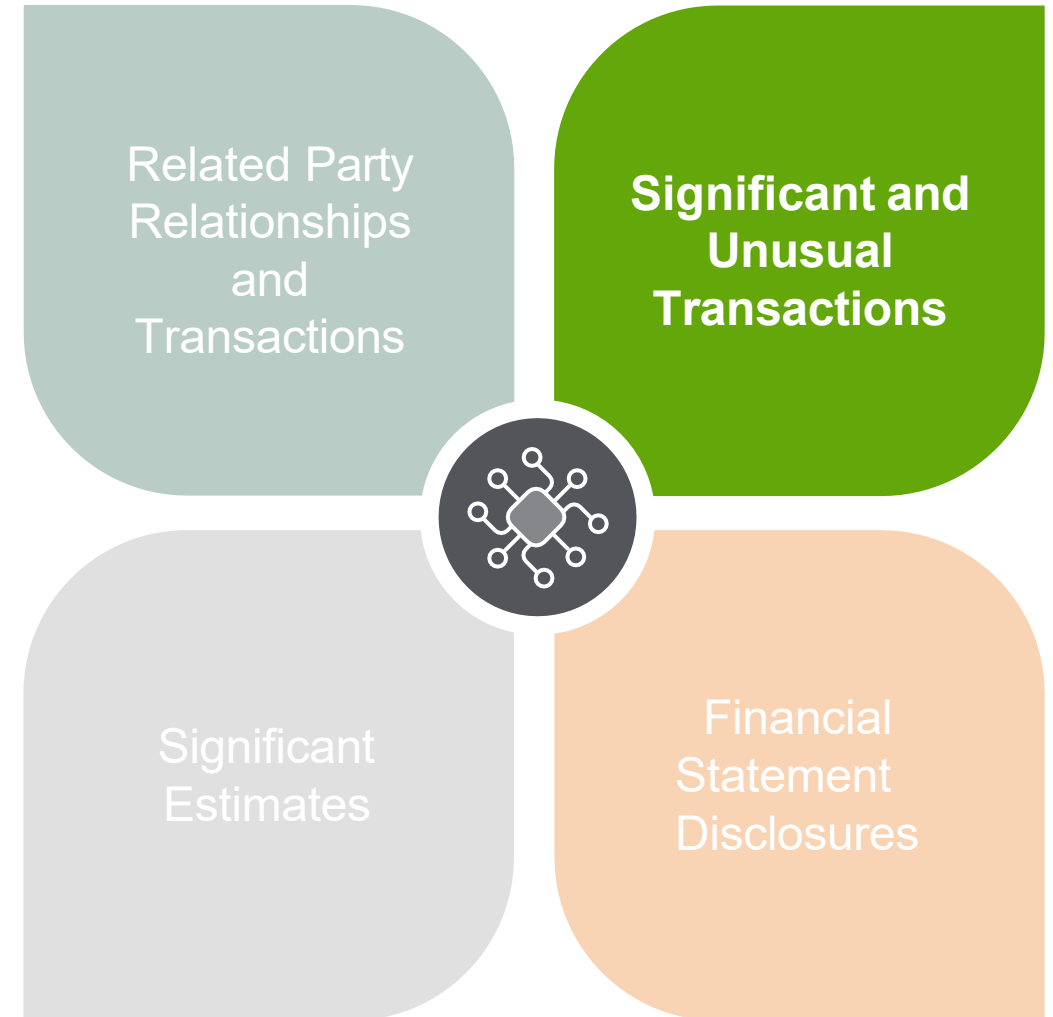 Related Party
Relationships
and
Transactions
Significant and
Unusual
Transactions
Significant
Estimates
Financial
Statement
Disclosures